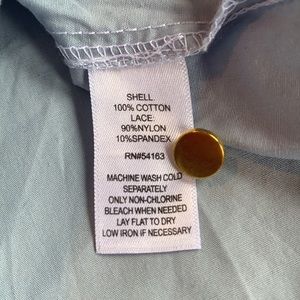 SHELL
100% COTTON
LACE:
90%NYLON
10%SPANDEX
RN#54163
MACHINE WASH COLD
SEPARATELY
ONLY NON-CHLORINE
BLEACH WHEN NEEDED
LAY FLAT TO DRY
LOW IRON IF NECESSARY